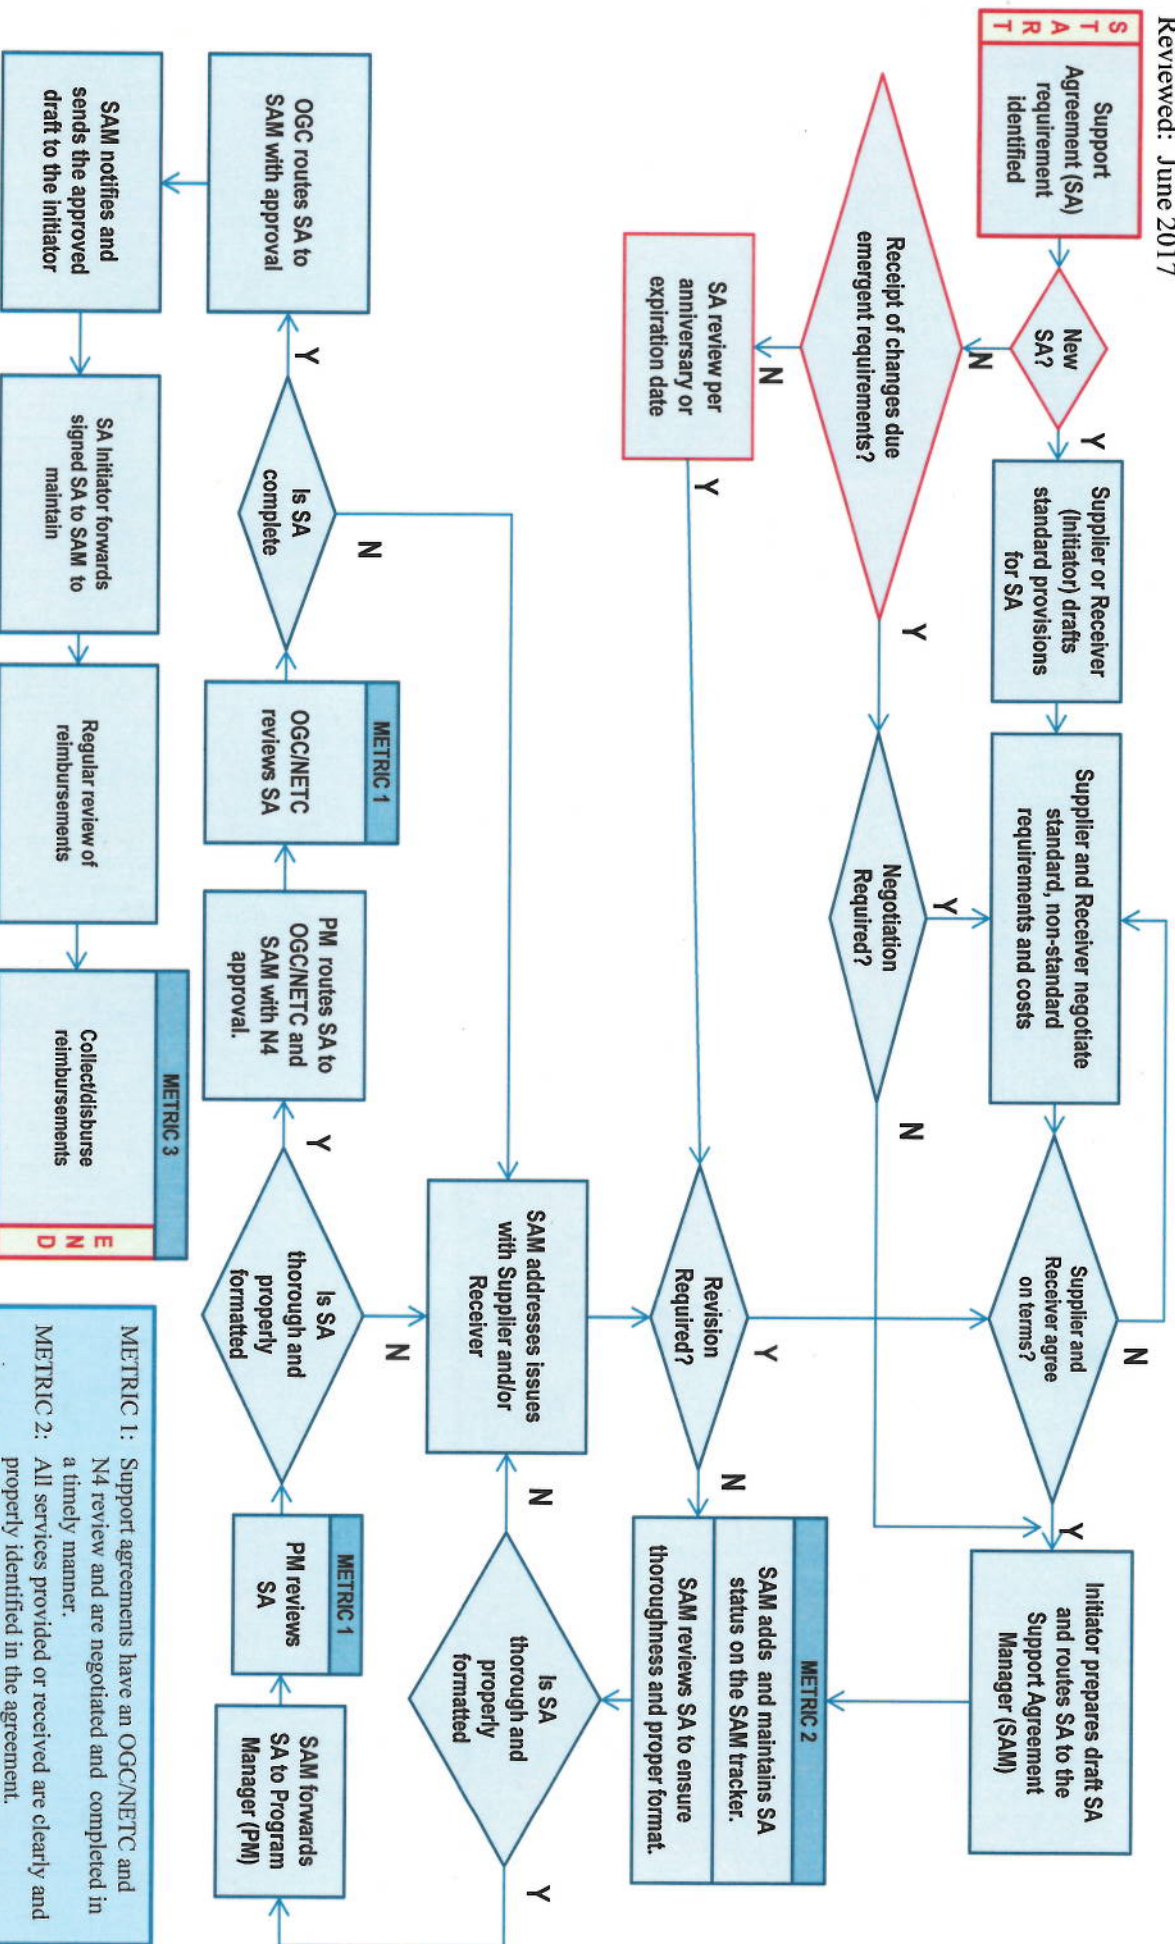 Reviewed: June 2017
S
T
A
R
T
Support
Agreement (SA)
requirement
identified
New
SA?
Y
N
Supplier or Receiver
(Initiator) drafts
standard provisions
for SA
Supplier and Receiver negotiate
standard, non-standard
requirements and costs
Supplier and
Receiver agree
on terms?
N
Y
Initiator prepares draft SA
and routes SA to the
Support Agreement
Manager (SAM)
Receipt of changes due
emergent requirements?
Y
N
Negotiation
Required?
Y
N
SA review per
anniversary or
expiration date
Y
Revision
Required?
Y
N
METRIC 2
SAM adds and maintains SA
status on the SAM tracker.
SAM reviews SA to ensure
thoroughness and proper format.
SAM addresses issues
with Supplier and/or
Receiver
N
Is SA
thorough and
properly
formatted
Y
OGC routes SA to
SAM with approval
Y
Is SA
complete
N
METRIC 1
OGC/NETC
reviews SA
PM routes SA to
OGC/NETC and
SAM with N4
approval.
Y
Is SA
thorough and
properly
formatted
N
METRIC 1
PM reviews
SA
SAM forwards
SA to Program
Manager (PM)
SAM notifies and
sends the approved
draft to the initiator
SA Initiator forwards
signed SA to SAM to
maintain
Regular review of
reimbursements
METRIC 3
Collect/disburse
reimbursements
E
N
D
METRIC 1: Support agreements have an OGC/NETC and
N4 review and are negotiated and completed in
a timely manner.
METRIC 2: All services provided or received are clearly and
properly identified in the agreement.